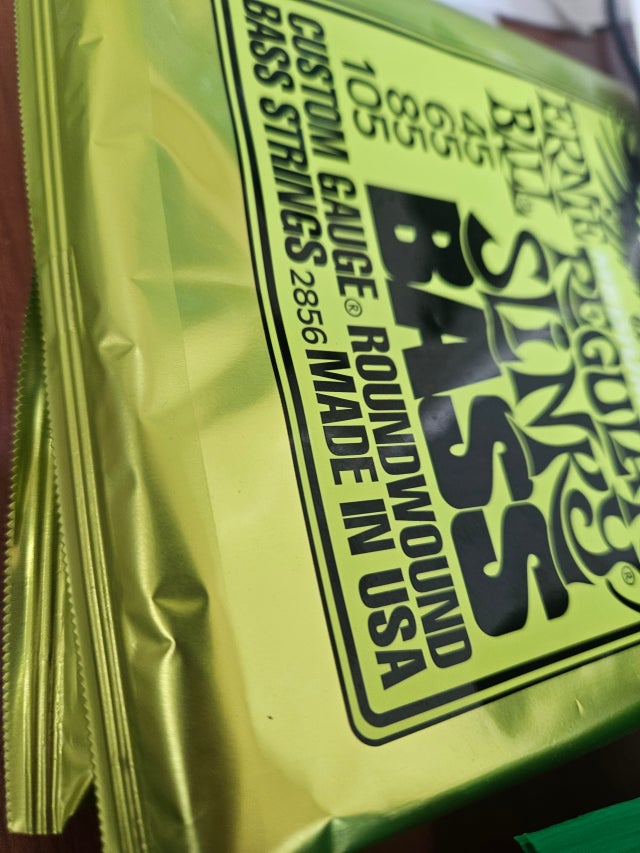 ERNIE
BALL®
REGULAR
SLINKY®
45
65
85
105
BASS
CUSTOM GAUGE® ROUNDWOUND
BASS STRINGS 2856 MADE IN USA